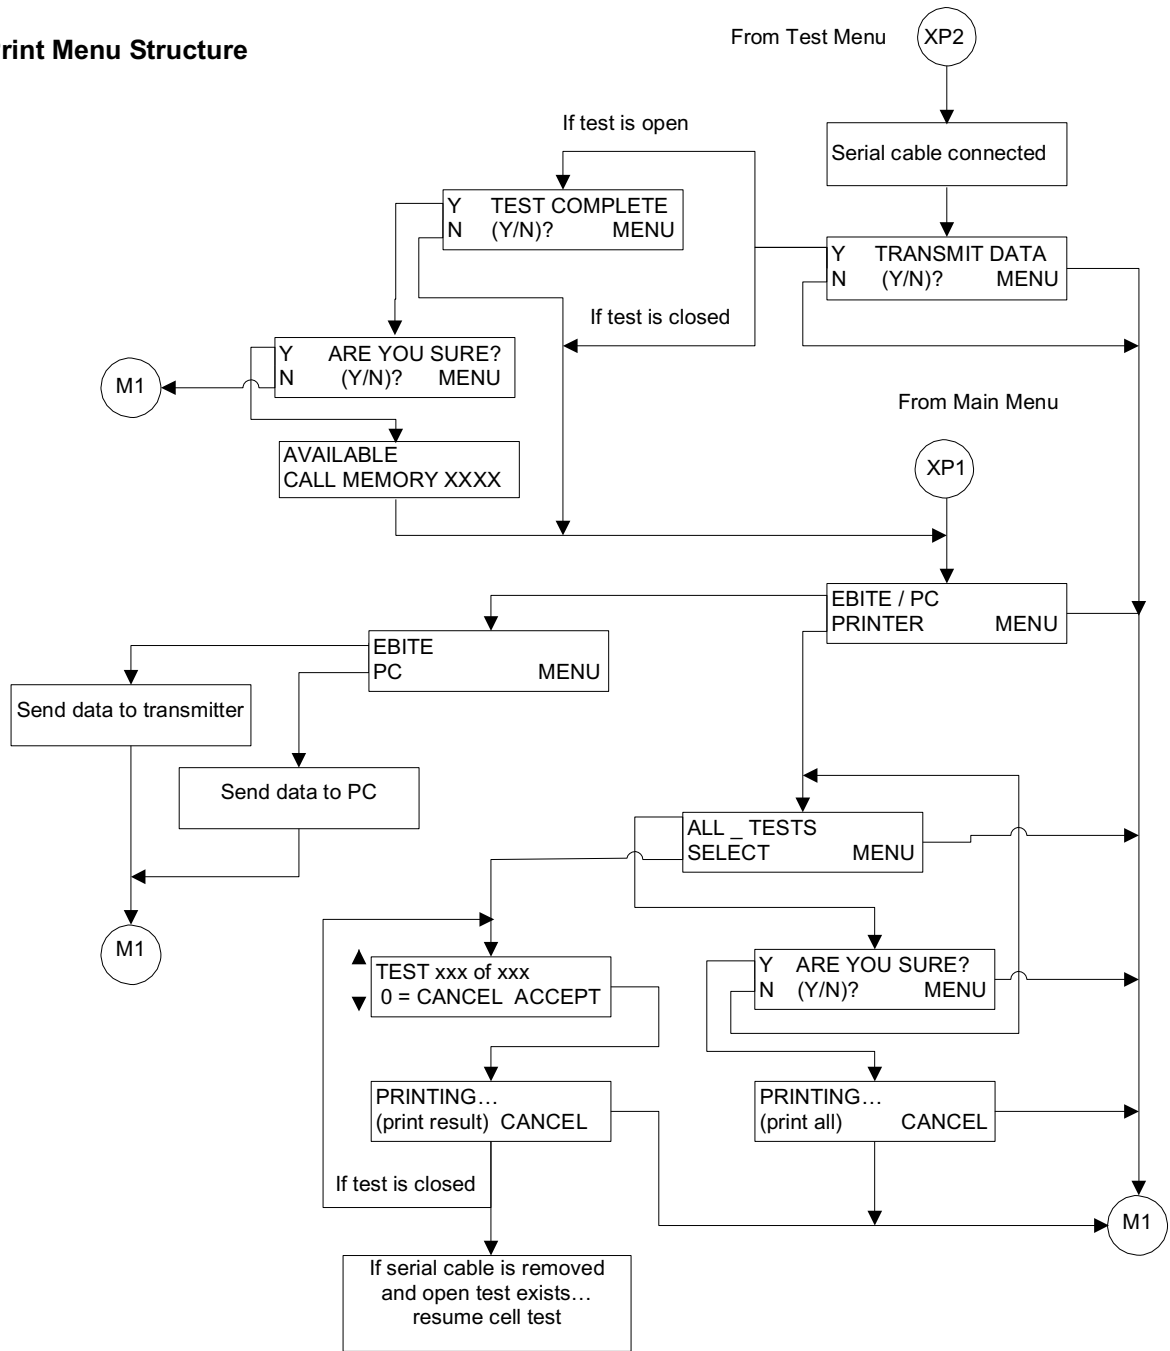 rint Menu Structure
From Test Menu
XP2
If test is open
Serial cable connected
Y TEST COMPLETE
N (Y/N)? MENU
Y TRANSMIT DATA
N (Y/N)? MENU
If test is closed
Y ARE YOU SURE?
N (Y/N)? MENU
M1
From Main Menu
AVAILABLE
CALL MEMORY XXXX
XP1
EBITE / PC
PRINTER MENU
EBITE
PC MENU
Send data to transmitter
Send data to PC
ALL _ TESTS
SELECT MENU
M1
TEST xxx of xxx
0 = CANCEL ACCEPT
Y ARE YOU SURE?
N (Y/N)? MENU
PRINTING…
(print result) CANCEL
PRINTING…
(print all) CANCEL
If test is closed
M1
If serial cable is removed
and open test exists…
resume cell test